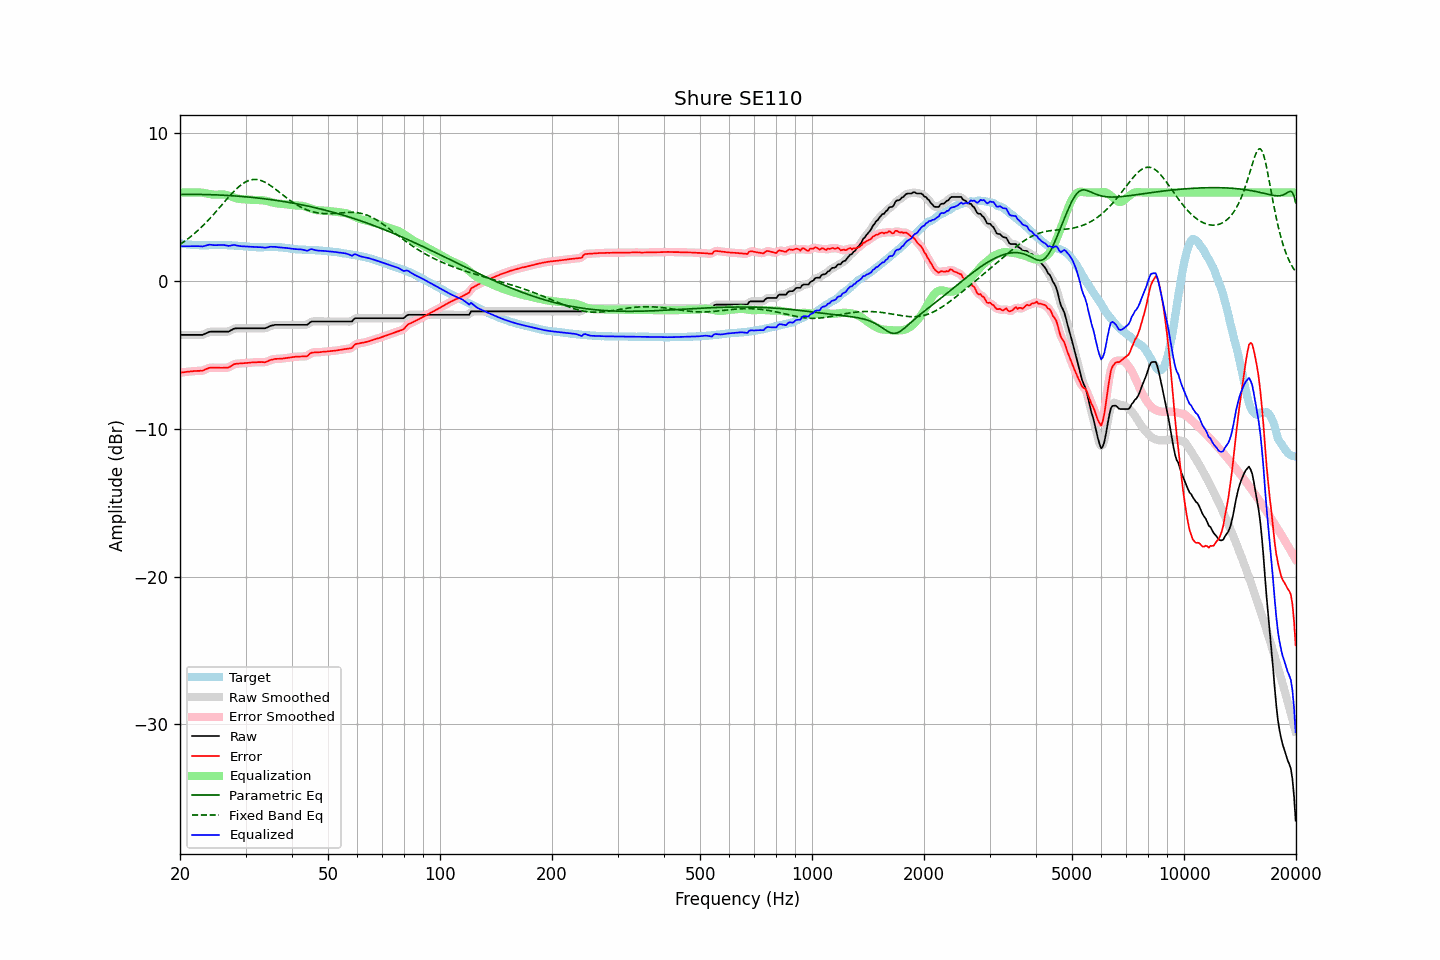 Shure SE110
10
0
−10
−20
−30
Amplitude (dBr)
20
50
100
200
500
1000
2000
5000
10000
20000
Frequency (Hz)
Target
Raw Smoothed
Error Smoothed
Raw
Error
Equalization
Parametric Eq
Fixed Band Eq
Equalized